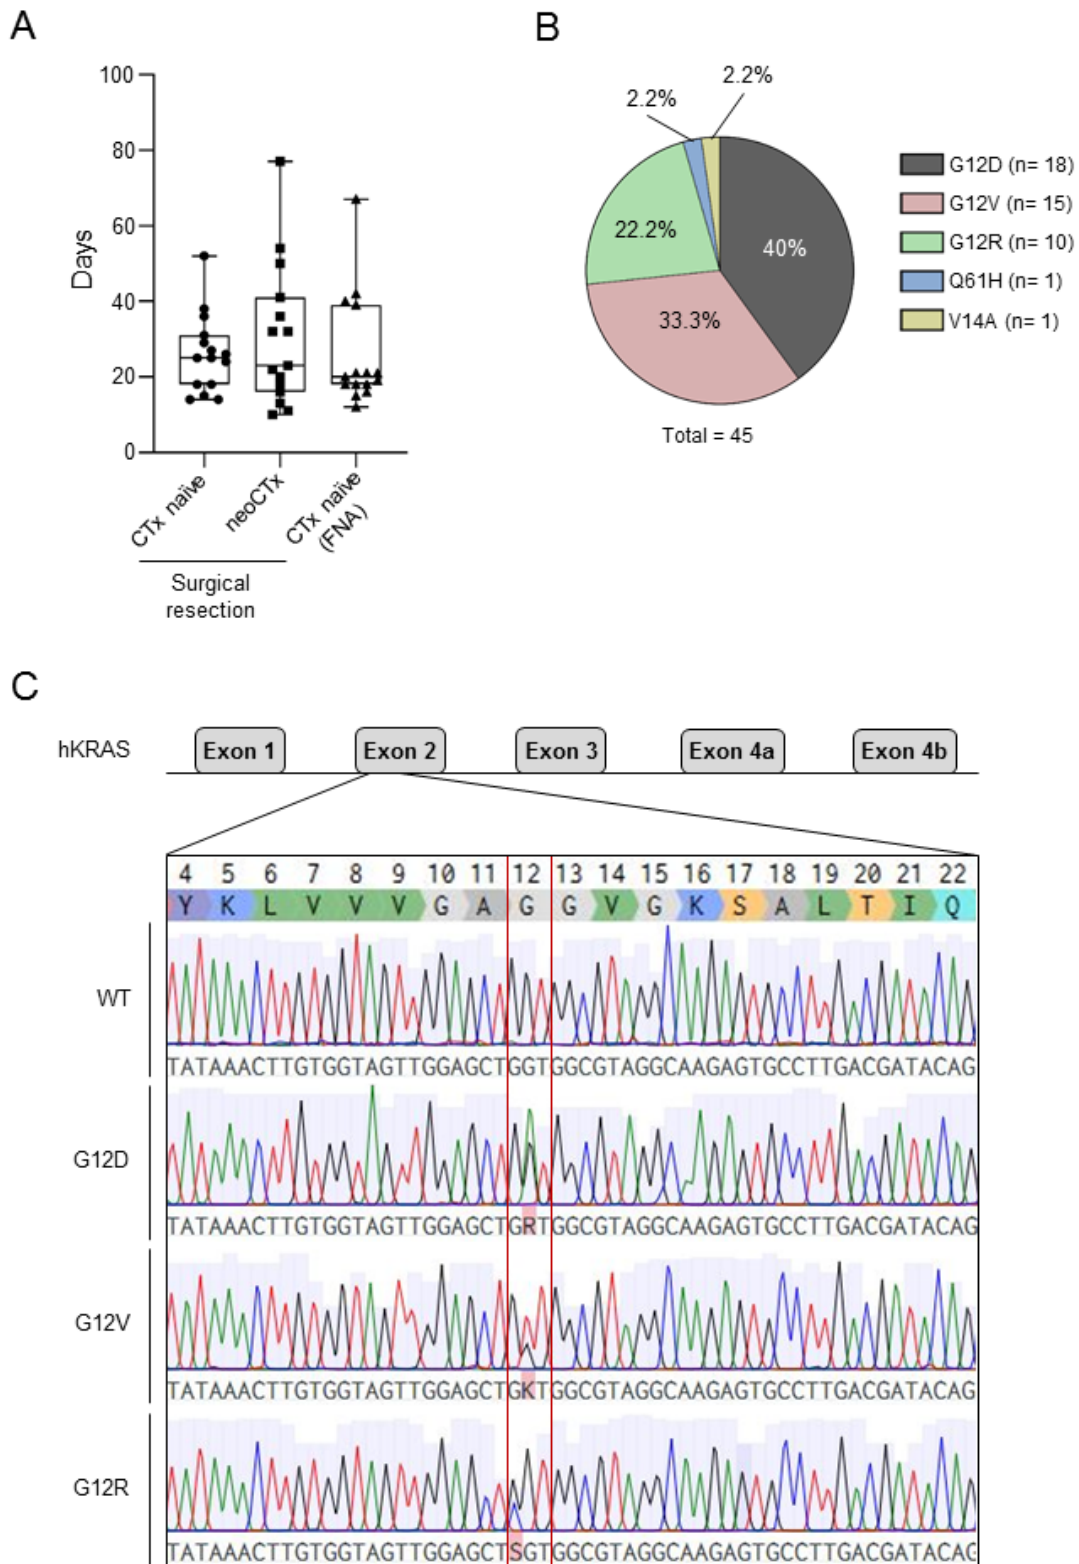 A
B
Days
100
80
60
40
20
0
CTx naïve
neoCTx
CTx naïve
(FNA)
Surgical
resection
2.2%
2.2%
22.2%
40%
33.3%
Total = 45
G12D (n= 18)
G12V (n= 15)
G12R (n= 10)
Q61H (n= 1)
V14A (n= 1)
C
hKRAS
Exon 1 Exon 2 Exon 3 Exon 4a Exon 4b
4 5 6 7 8 9 10 11 12 13 14 15 16 17 18 19 20 21 22
Y K L V V V G A G G V G K S A L T I Q
WT
TATAAACTTGTGGTAGTTGGAGCTGGTGGCGTAGGCAAGAGTGCCTTGACGATACAG
G12D
TATAAACTTGTGGTAGTTGGAGCTGRTGGCGTAGGCAAGAGTGCCTTGACGATACAG
G12V
TATAAACTTGTGGTAGTTGGAGCTGKTGGCGTAGGCAAGAGTGCCTTGACGATACAG
G12R
TATAAACTTGTGGTAGTTGGAGCTSGTGGCGTAGGCAAGAGTGCCTTGACGATACAG